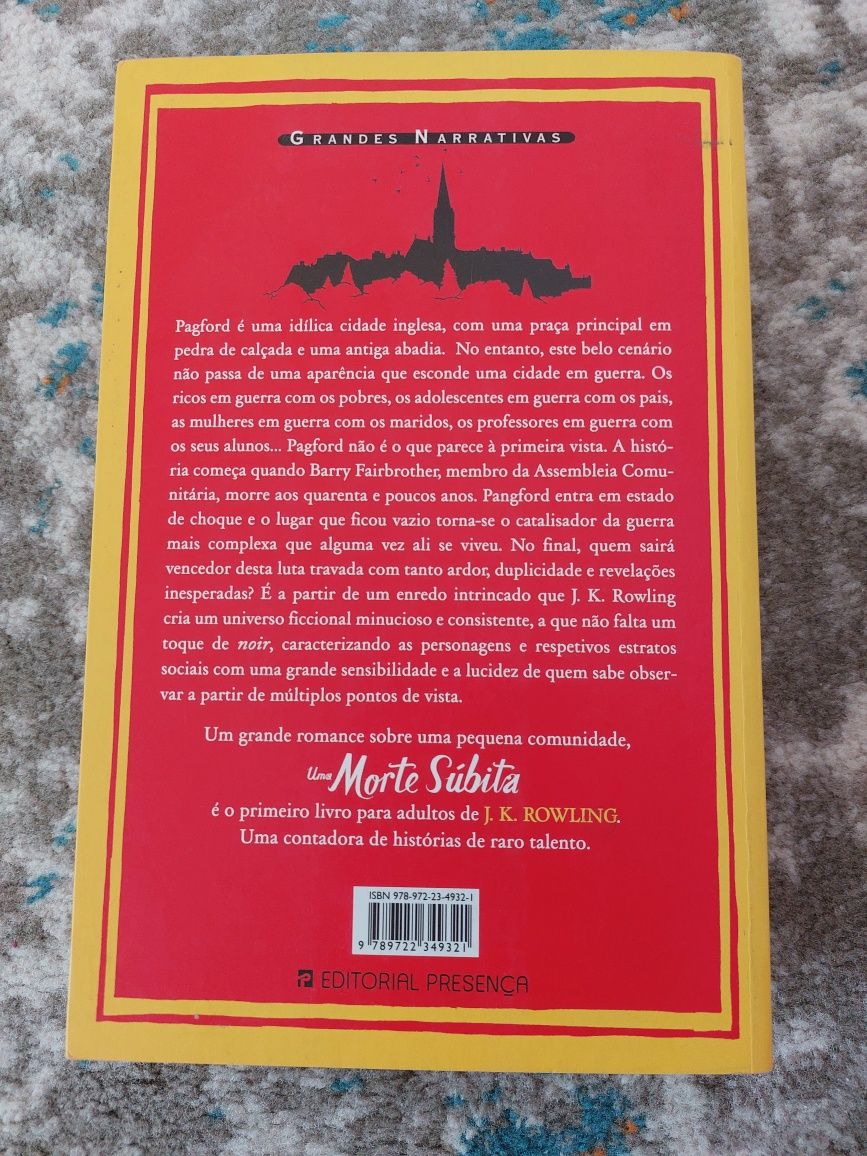 GRANDES NARRATIVAS
Pagford é uma idílica cidade inglesa, com uma praça principal em
pedra de calçada e uma antiga abadia. No entanto, este belo cenário
não passa de uma aparência que esconde uma cidade em guerra. Os
ricos em guerra com os pobres, os adolescentes em guerra com os pais,
as mulheres em guerra com os maridos, os professores em guerra com
os seus alunos... Pagford não é o que parece à primeira vista. A histó-
ria começa quando Barry Fairbrother, membro da Assembleia Comu-
nitária, morre aos quarenta e poucos anos. Pangford entra em estado
de choque e o lugar que ficou vazio torna-se o catalisador da guerra
mais complexa que alguma vez ali se viveu. No final, quem sairá
vencedor desta luta travada com tanto ardor, duplicidade e revelações
inesperadas? É a partir de um enredo intrincado que J. K. Rowling
cria um universo ficcional minucioso e consistente, a que não falta um
toque de noir, caracterizando as personagens e respetivos estratos
sociais com uma grande sensibilidade e a lucidez de quem sabe obser-
var a partir de múltiplos pontos de vista.
Um grande romance sobre uma pequena comunidade,
Uma Morte Súbita
é o primeiro livro para adultos de J. K. ROWLING.
Uma contadora de histórias de raro talento.
ISBN 978-972-23-4932-1
9 789722 349321
EDITORIAL PRESENÇA